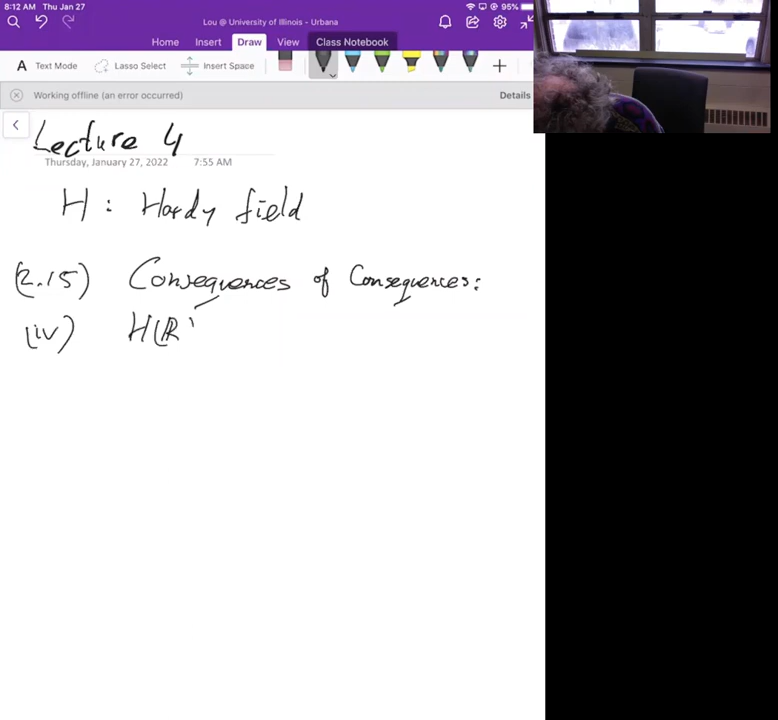 8:12 AM Thu Jan 27
95%
Lou @ University of Illinois - Urbana
Home Insert Draw View Class Notebook
A Text Mode Lasso Select Insert Space
Working offline (an error occurred) Details
Lecture 4
Thursday, January 27, 2022 7:55 AM
H : Hardy field
(2.15) Consequences of Consequences:
(iv) H(ℝ)